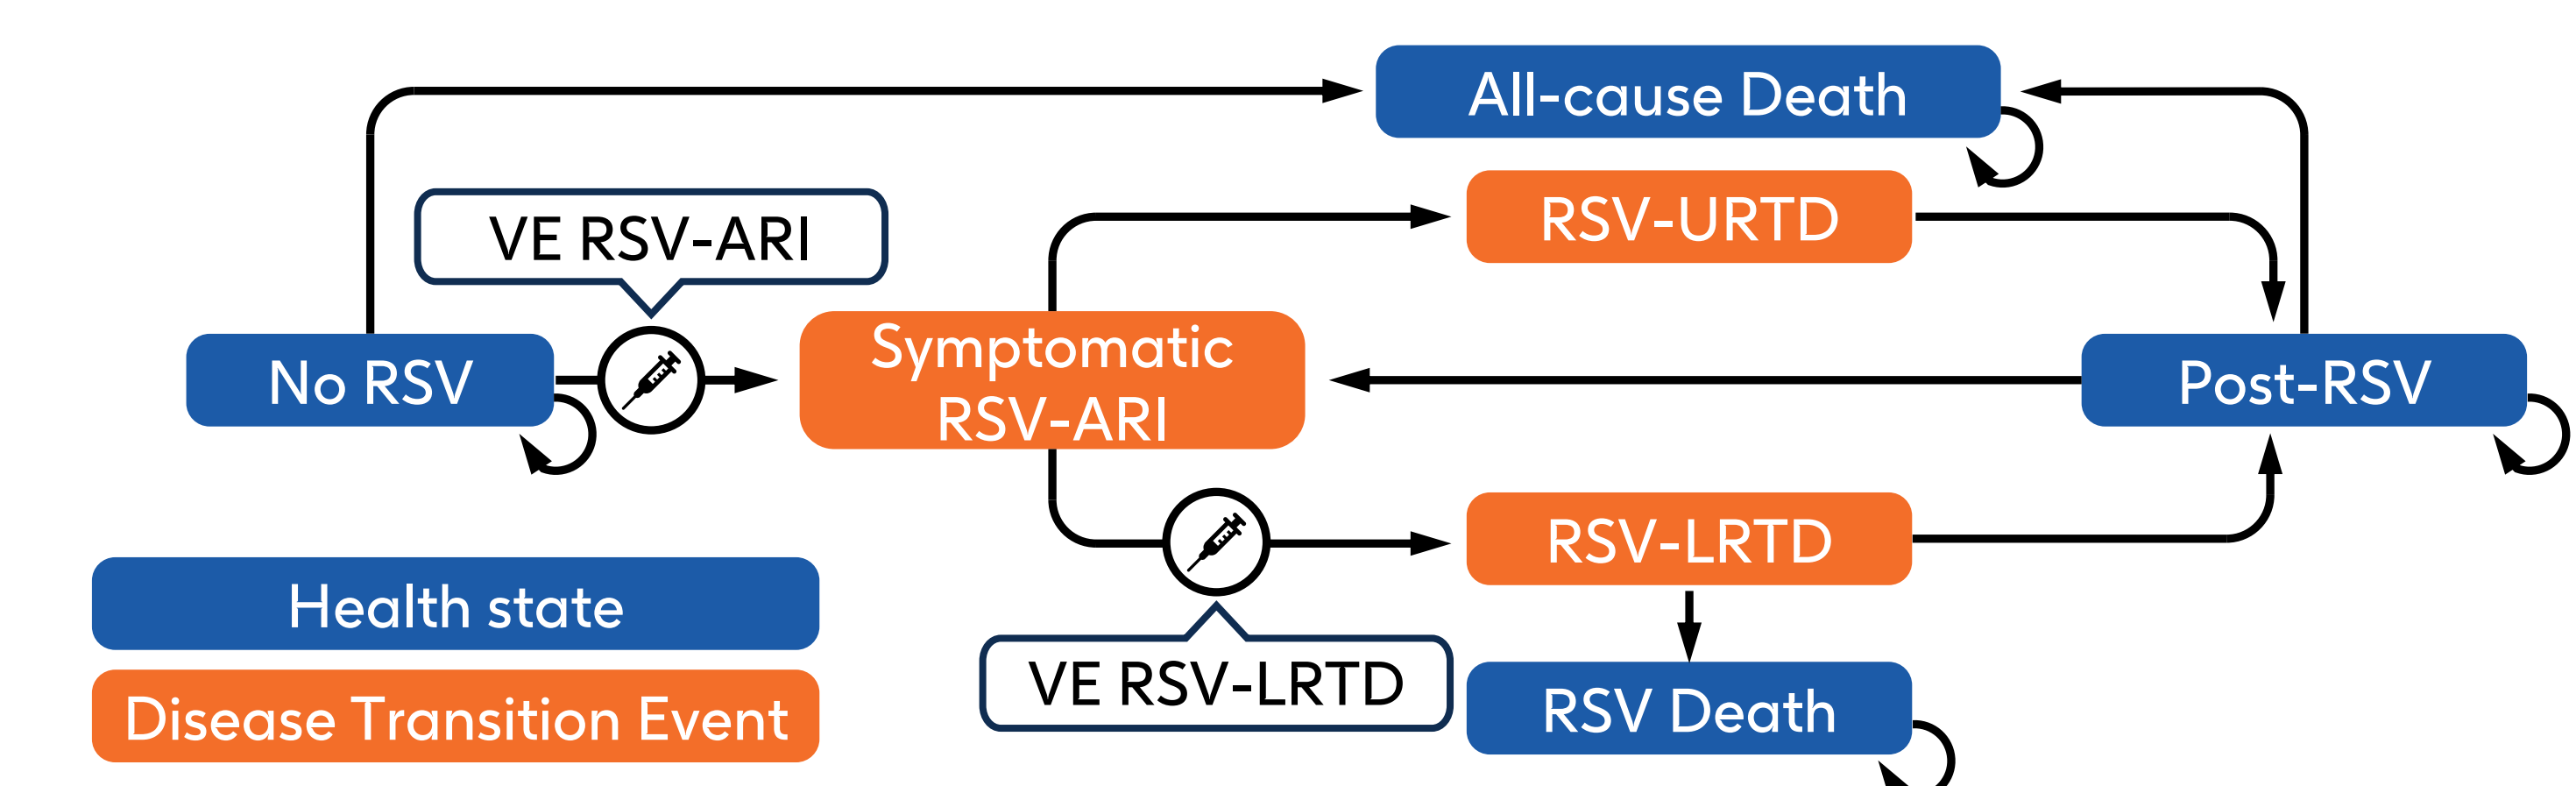 All-cause Death
RSV-URTD
VE RSV-ARI
No RSV
Symptomatic
RSV-ARI
Post-RSV
RSV-LRTD
Health state
VE RSV-LRTD
RSV Death
Disease Transition Event